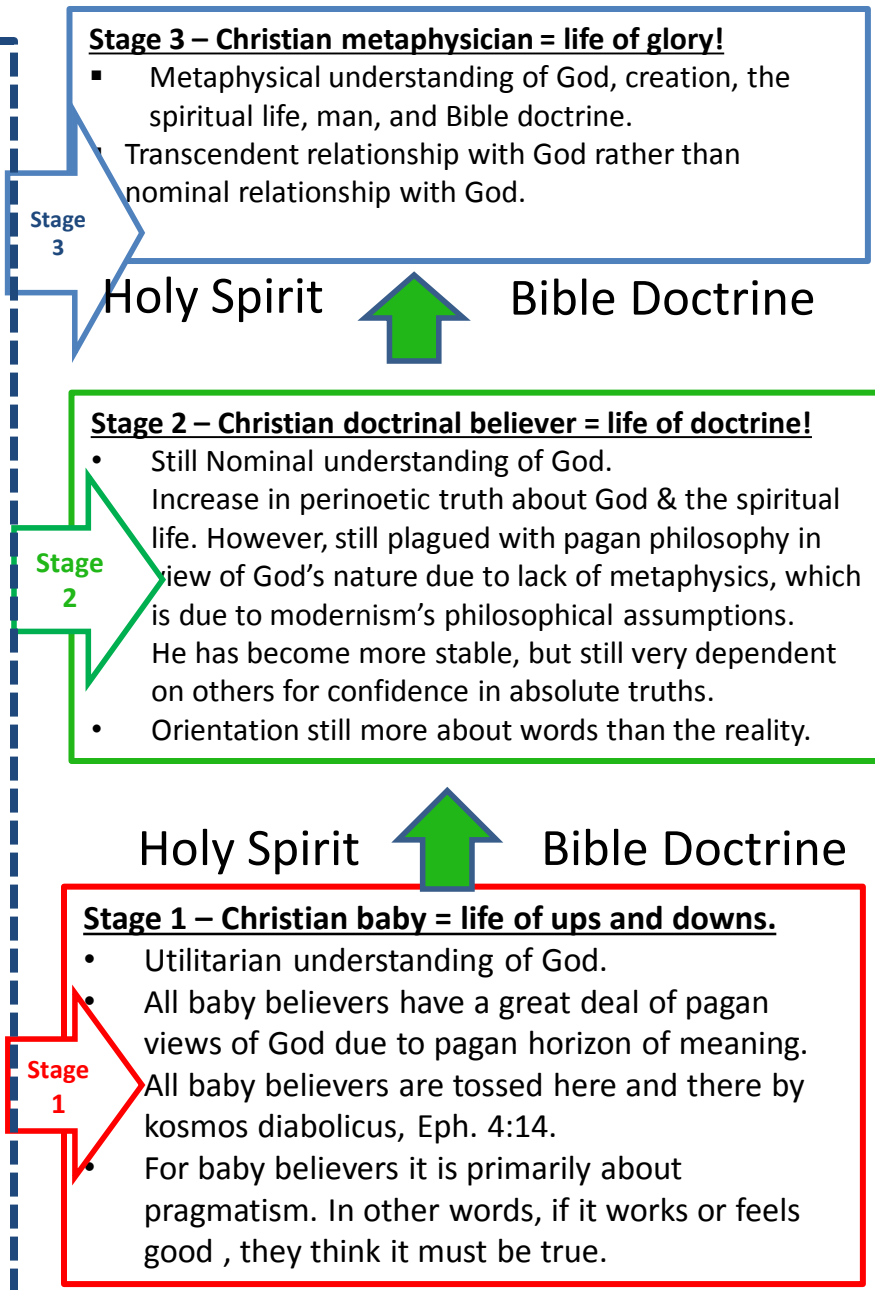 Stage 3 – Christian metaphysician = life of glory!
▪ Metaphysical understanding of God, creation, the
spiritual life, man, and Bible doctrine.
Transcendent relationship with God rather than
nominal relationship with God.
Stage
3
Holy Spirit Bible Doctrine
Stage 2 – Christian doctrinal believer = life of doctrine!
• Still Nominal understanding of God.
Increase in perinoetic truth about God & the spiritual
life. However, still plagued with pagan philosophy in
view of God’s nature due to lack of metaphysics, which
is due to modernism’s philosophical assumptions.
He has become more stable, but still very dependent
on others for confidence in absolute truths.
• Orientation still more about words than the reality.
Stage
2
Holy Spirit Bible Doctrine
Stage 1 – Christian baby = life of ups and downs.
• Utilitarian understanding of God.
• All baby believers have a great deal of pagan
views of God due to pagan horizon of meaning.
All baby believers are tossed here and there by
kosmos diabolicus, Eph. 4:14.
• For baby believers it is primarily about
pragmatism. In other words, if it works or feels
good , they think it must be true.
Stage
1